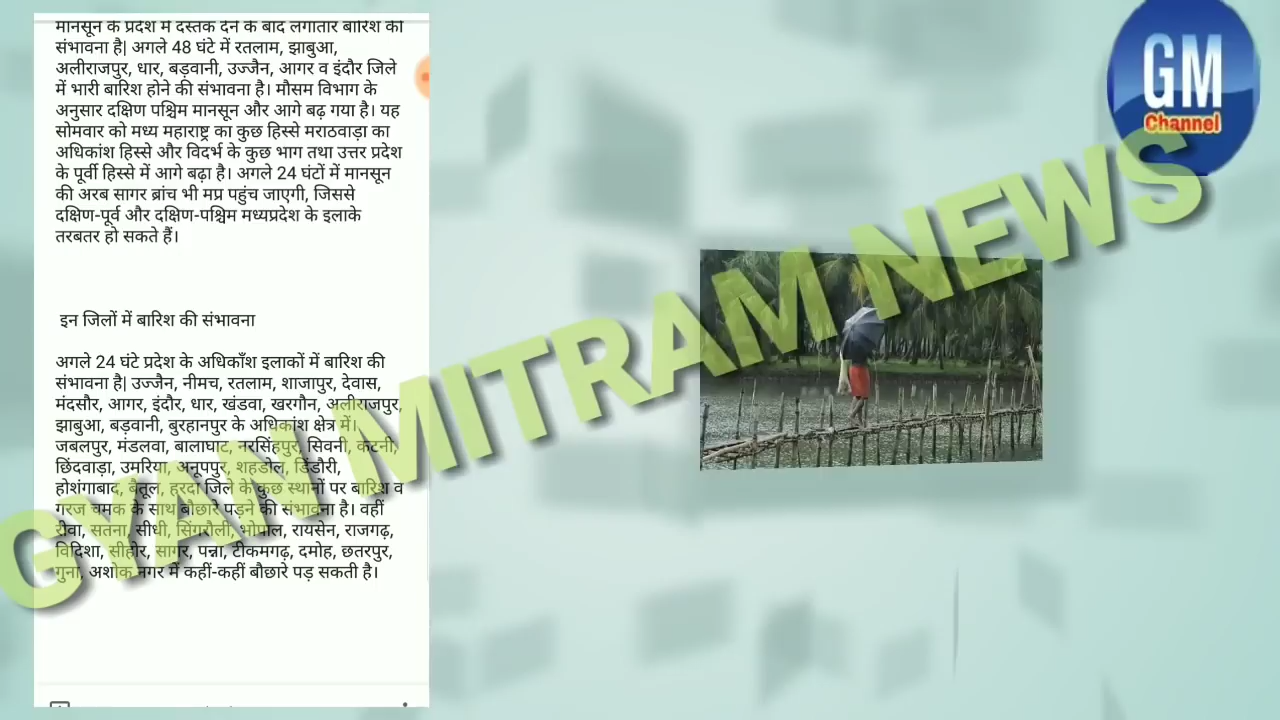 मानसून के प्रदेश में दस्तक देने के बाद लगातार बारिश की
संभावना है| अगले 48 घंटे में रतलाम, झाबुआ,
अलीराजपुर, धार, बड़वानी, उज्जैन, आगर व इंदौर जिले
में भारी बारिश होने की संभावना है। मौसम विभाग के
अनुसार दक्षिण पश्चिम मानसून और आगे बढ़ गया है। यह
सोमवार को मध्य महाराष्ट्र का कुछ हिस्से मराठवाड़ा का
अधिकांश हिस्से और विदर्भ के कुछ भाग तथा उत्तर प्रदेश
के पूर्वी हिस्से में आगे बढ़ा है। अगले 24 घंटों में मानसून
की अरब सागर ब्रांच भी मप्र पहुंच जाएगी, जिससे
दक्षिण-पूर्व और दक्षिण-पश्चिम मध्यप्रदेश के इलाके
तरबतर हो सकते हैं।
इन जिलों में बारिश की संभावना
अगले 24 घंटे प्रदेश के अधिकाँश इलाकों में बारिश की
संभावना है| उज्जैन, नीमच, रतलाम, शाजापुर, देवास,
मंदसौर, आगर, इंदौर, धार, खंडवा, खरगौन, अलीराजपुर,
झाबुआ, बड़वानी, बुरहानपुर के अधिकांश क्षेत्र में।
जबलपुर, मंडलवा, बालाघाट, नरसिंहपुर, सिवनी, कटनी,
छिंदवाड़ा, उमरिया, अनूपपुर, शहडोल, डिंडौरी,
होशंगाबाद, बैतूल, हरदा जिले के कुछ स्थानों पर बारिश व
गरज चमक के साथ बौछारे पड़ने की संभावना है। वहीं
रीवा, सतना, सीधी, सिंगरौली, भोपाल, रायसेन, राजगढ़,
विदिशा, सीहोर, सागर, पन्ना, टीकमगढ़, दमोह, छतरपुर,
गुना, अशोक नगर में कहीं-कहीं बौछारे पड़ सकती है।
GYAN MITRAM NEWS
GM
Channel